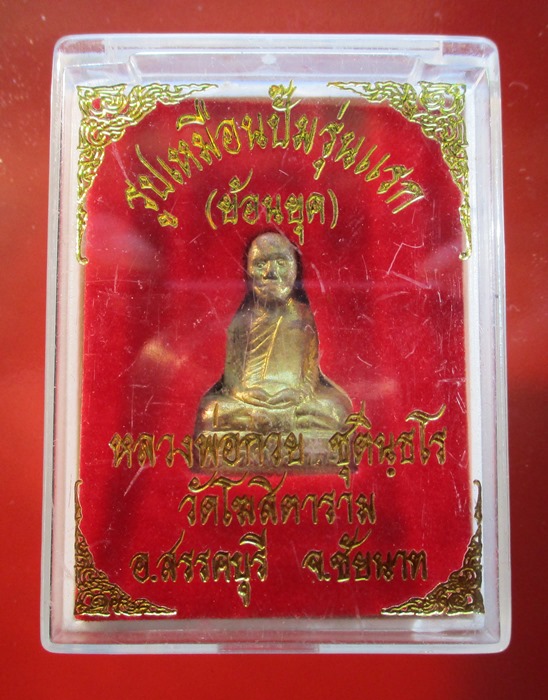 รูปเหมือนปั๊มรุ่นแรก
(ย้อนยุค)
หลวงพ่อกวย ชุตินฺธโร
วัดโฆสิตาราม
อ.สรรคบุรี จ.ชัยนาท